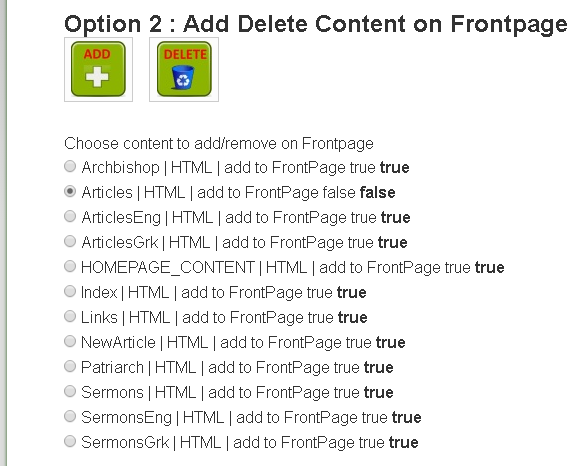 Option 2 : Add Delete Content on Frontpage
ADD DELETE
Choose content to add/remove on Frontpage
Archbishop | HTML | add to FrontPage true true
Articles | HTML | add to FrontPage false false
ArticlesEng | HTML | add to FrontPage true true
ArticlesGrk | HTML | add to FrontPage true true
HOMEPAGE_CONTENT | HTML | add to FrontPage true true
Index | HTML | add to FrontPage true true
Links | HTML | add to FrontPage true true
NewArticle | HTML | add to FrontPage true true
Patriarch | HTML | add to FrontPage true true
Sermons | HTML | add to FrontPage true true
SermonsEng | HTML | add to FrontPage true true
SermonsGrk | HTML | add to FrontPage true true